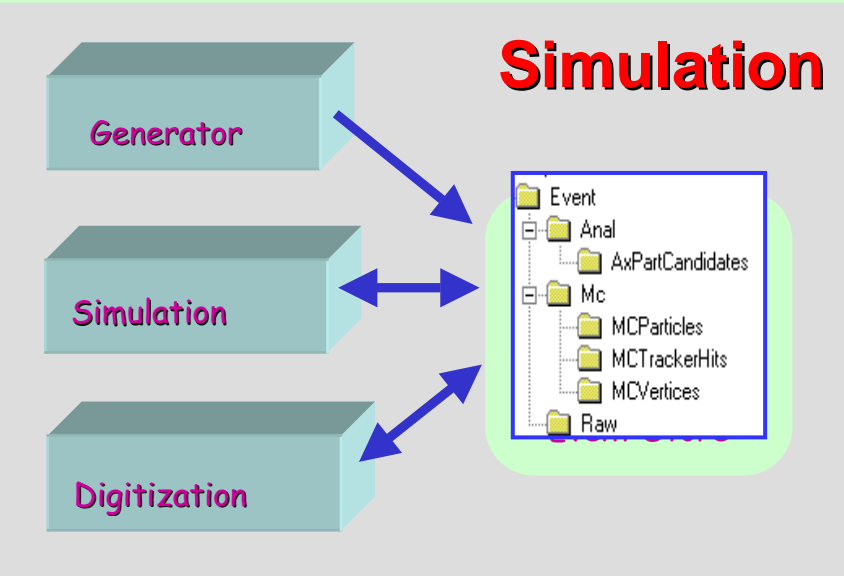 Simulation
Generator
Simulation
Digitization
Event
Anal
AxPartCandidates
Mc
MCParticles
MCTrackerHits
MCVertices
Raw